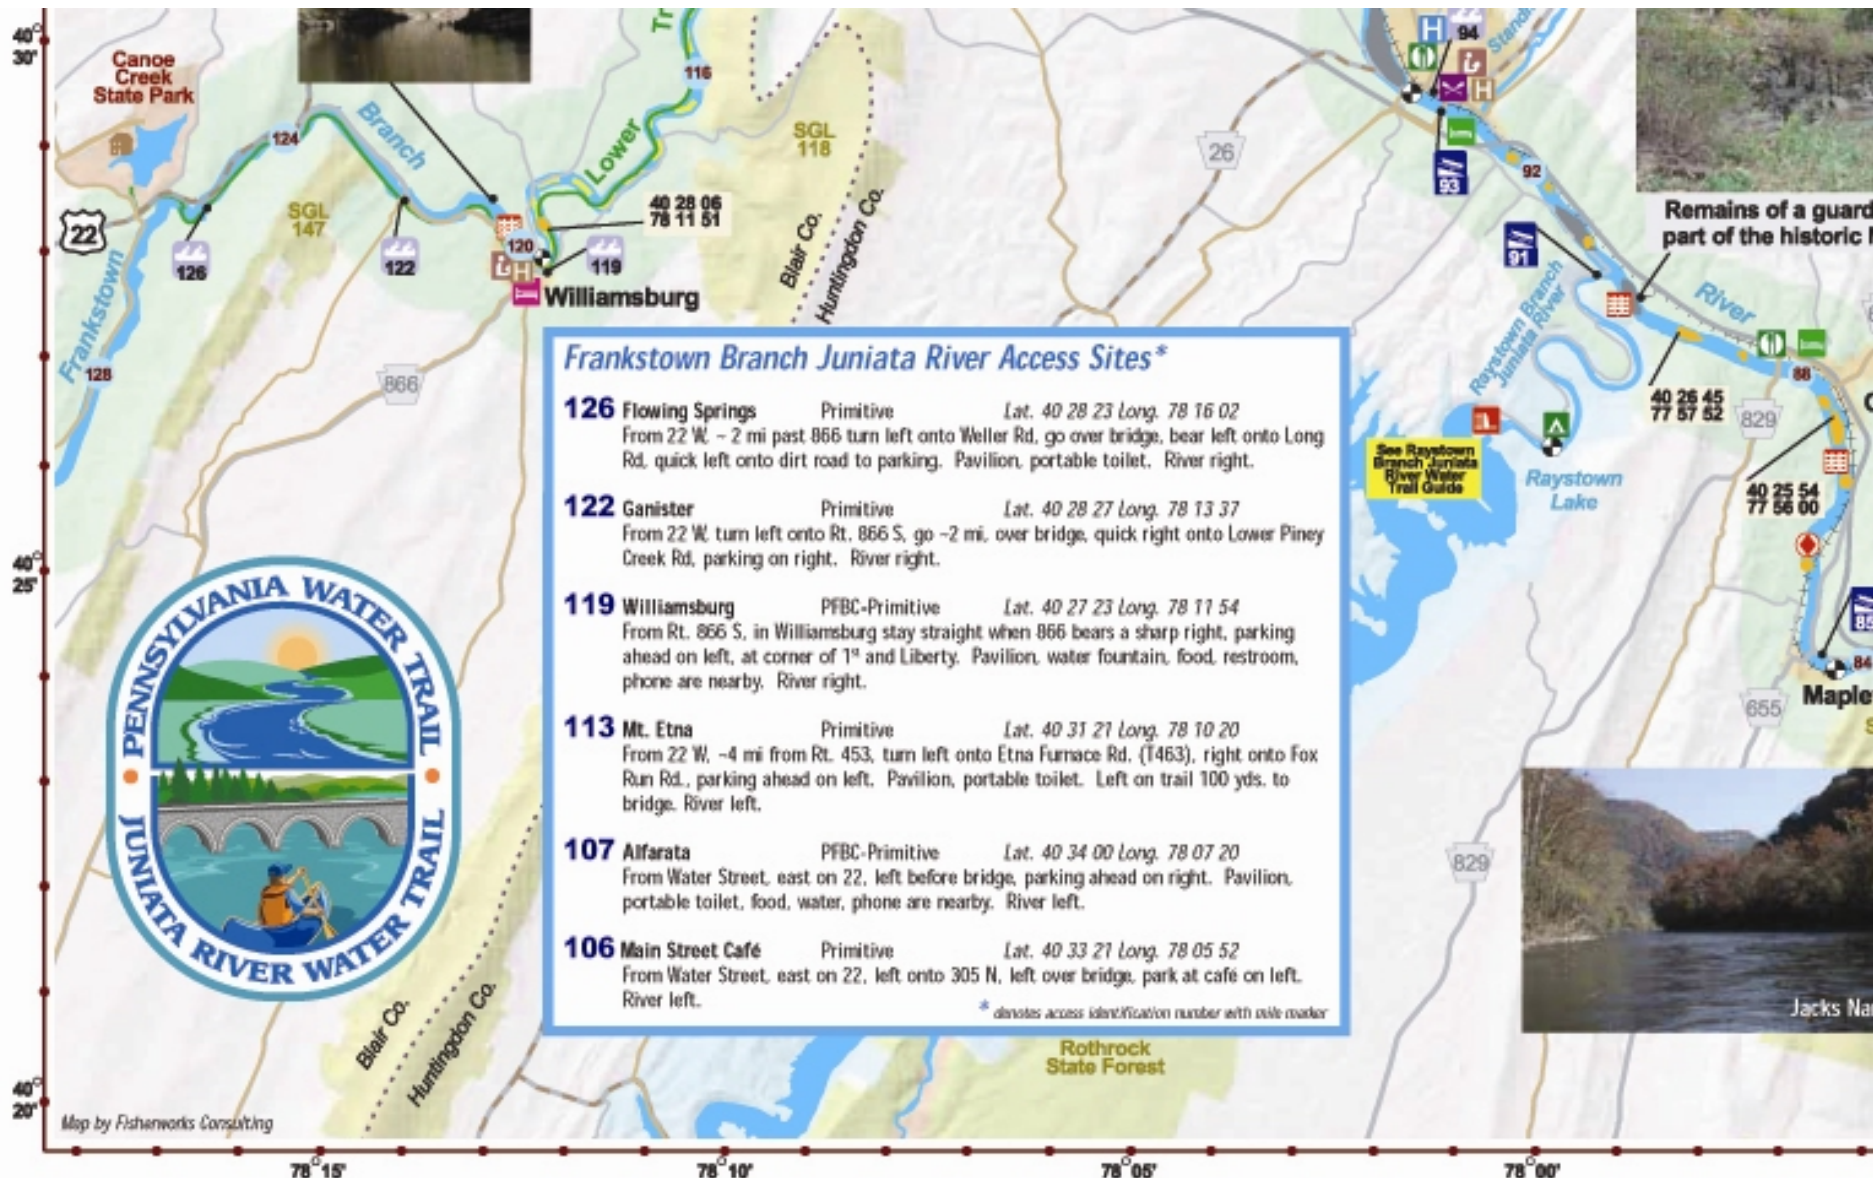 40° 30'
Canoe
Creek
State Park
124
Branch
116
Lower
SGL
118
SGL
147
22
126
122
120
119
40 28 06
78 11 51
Williamsburg
Blair Co.
Huntingdon Co.
Frankstown
128
866
94
26
93
92
91
Remains of a guard
part of the historic
River
Raystown Branch
Juniata River
88
40 26 45
77 57 52
829
See Raystown
Branch Juniata
River Water
Trail Guide
Raystown
Lake
40 25 54
77 56 00
85
84
Maple
655
829
Jacks Na
Frankstown Branch Juniata River Access Sites*
126 Flowing Springs Primitive Lat. 40 28 23 Long. 78 16 02
From 22 W. ~ 2 mi past 866 turn left onto Weller Rd, go over bridge, bear left onto Long
Rd, quick left onto dirt road to parking. Pavilion, portable toilet. River right.
122 Ganister Primitive Lat. 40 28 27 Long. 78 13 37
From 22 W, turn left onto Rt. 866 S, go ~2 mi, over bridge, quick right onto Lower Piney
Creek Rd, parking on right. River right.
119 Williamsburg PFBC-Primitive Lat. 40 27 23 Long. 78 11 54
From Rt. 866 S, in Williamsburg stay straight when 866 bears a sharp right, parking
ahead on left, at corner of 1st and Liberty. Pavilion, water fountain, food, restroom,
phone are nearby. River right.
113 Mt. Etna Primitive Lat. 40 31 21 Long. 78 10 20
From 22 W, ~4 mi from Rt. 453, turn left onto Etna Furnace Rd. (T463), right onto Fox
Run Rd., parking ahead on left. Pavilion, portable toilet. Left on trail 100 yds. to
bridge. River left.
107 Alfarata PFBC-Primitive Lat. 40 34 00 Long. 78 07 20
From Water Street, east on 22, left before bridge, parking ahead on right. Pavilion,
portable toilet, food, water, phone are nearby. River left.
106 Main Street Café Primitive Lat. 40 33 21 Long. 78 05 52
From Water Street, east on 22, left onto 305 N, left over bridge, park at café on left.
River left.
* denotes access identification number with mile marker
40° 25'
PENNSYLVANIA WATER TRAIL
JUNIATA RIVER WATER TRAIL
Blair Co.
Huntingdon Co.
Rothrock
State Forest
40° 20'
Map by Fisherworks Consulting
78°15'
78°10'
78°05'
78°00'